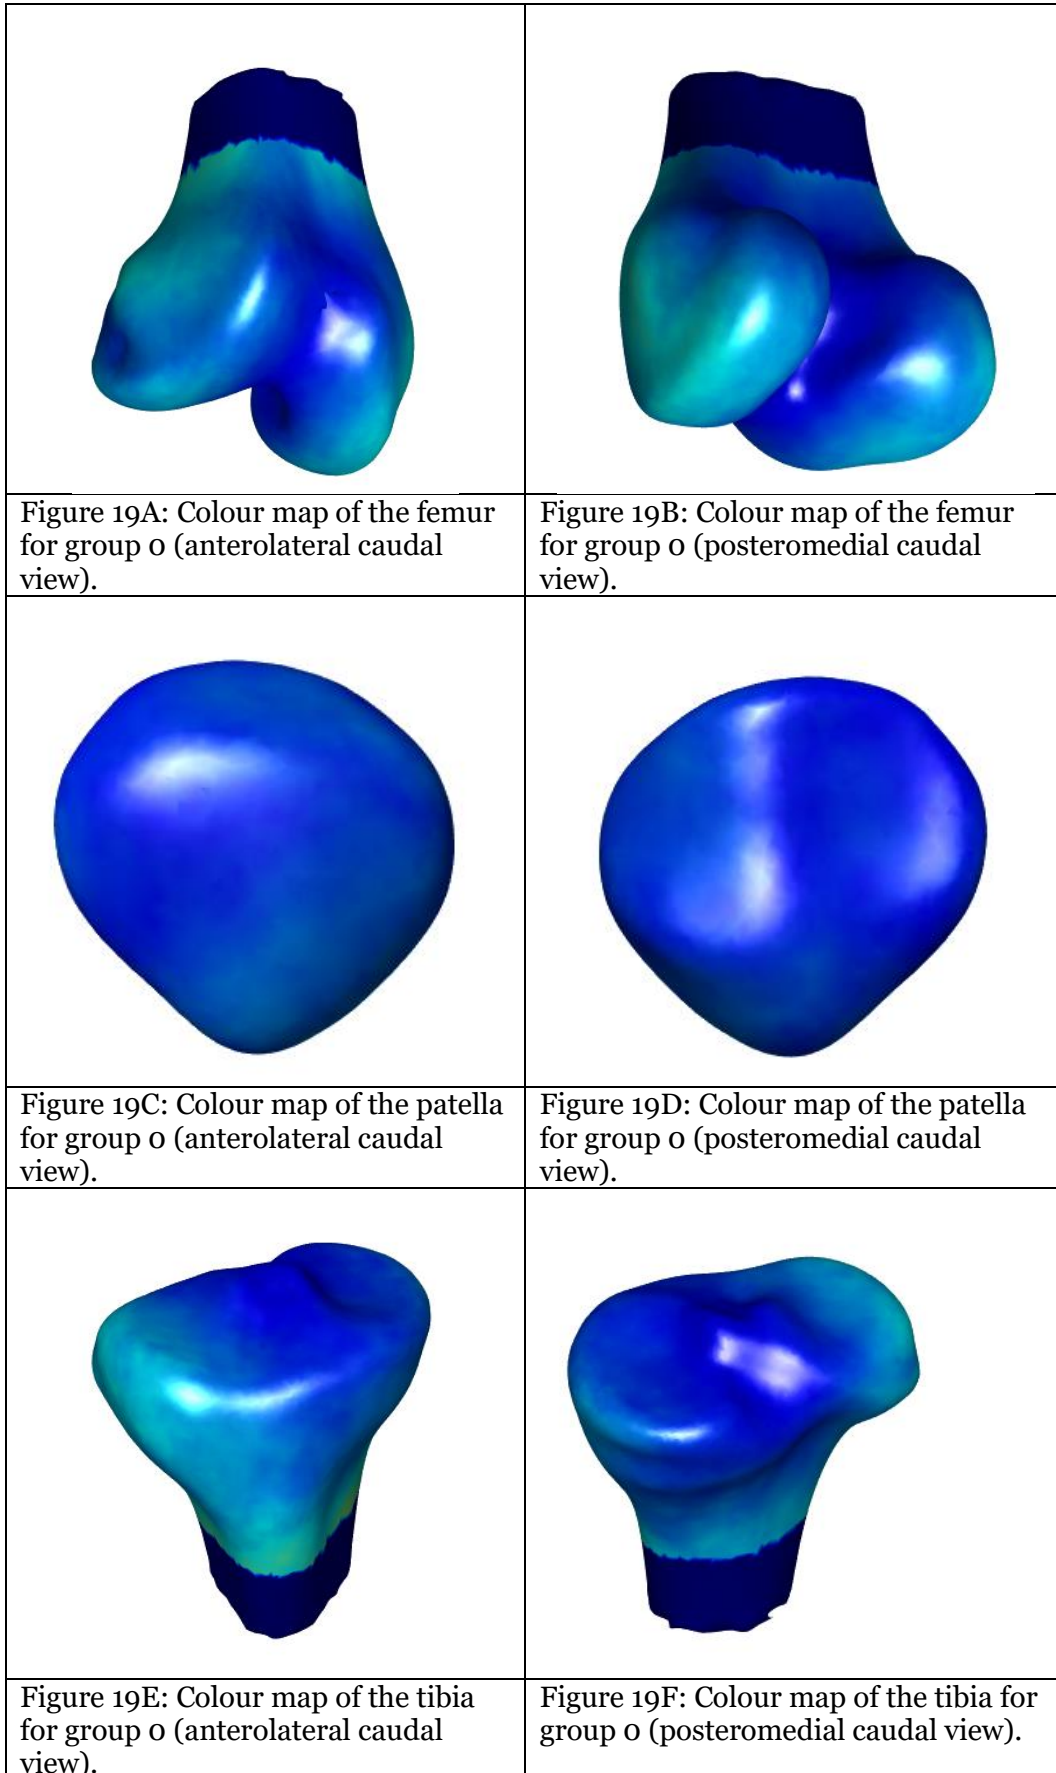 Figure 19A: Colour map of the femur
for group 0 (anterolateral caudal
view).
Figure 19B: Colour map of the femur
for group 0 (posteromedial caudal
view).
Figure 19C: Colour map of the patella
for group 0 (anterolateral caudal
view).
Figure 19D: Colour map of the patella
for group 0 (posteromedial caudal
view).
Figure 19E: Colour map of the tibia
for group 0 (anterolateral caudal
view).
Figure 19F: Colour map of the tibia for
group 0 (posteromedial caudal view).